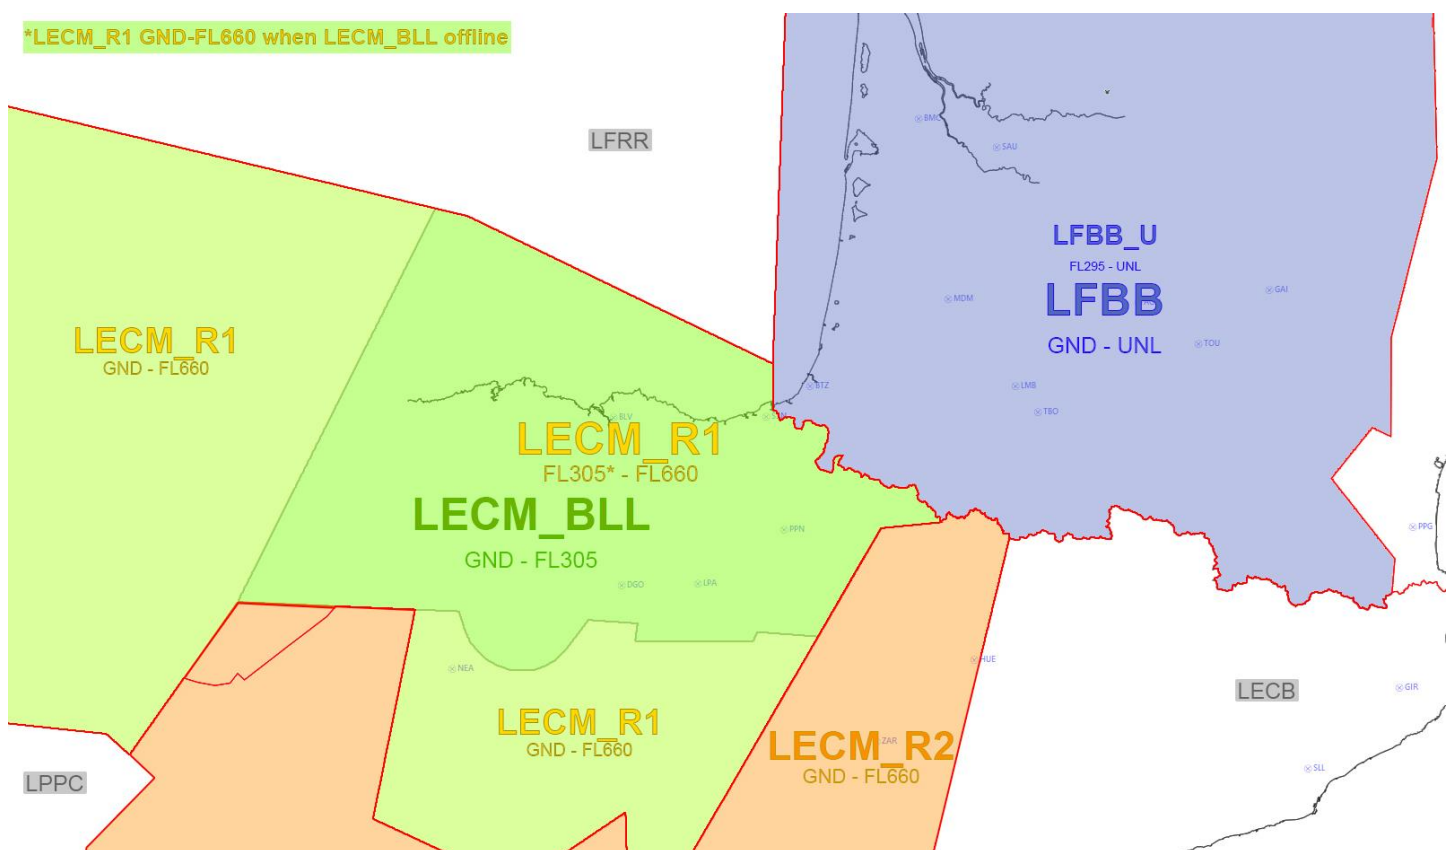 *LECM_R1 GND-FL660 when LECM_BLL offline
BMC
LFRR
SAU
LFBB_U
FL295 - UNL
GAI
MDM
LFBB
LECM_R1
GND - FL660
TOU
GND - UNL
BTZ
LMB
TBO
BLV
LECM_R1
FL305* - FL660
LECM_BLL
PPN
PPG
GND - FL305
DGO
LPA
HUE
NEA
GIR
LECB
LECM_R1
GND - FL660
ZAR
LECM_R2
GND - FL660
SLL
LPPC